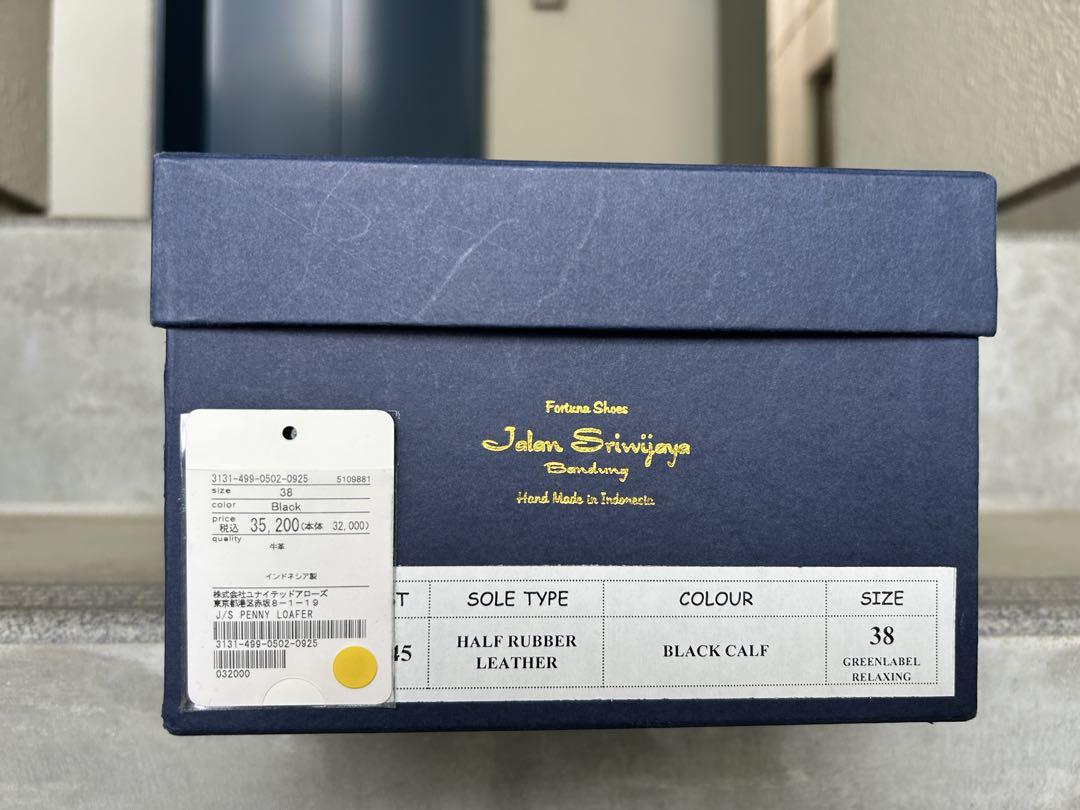 Fortuna Shoes
Jalan Sriwijaya
Bandung
Hand Made in Indonesia
3131-499-0502-0925 5109881
size 38
color Black
price 税込 35,200(本体 32,000)
quality
牛革
インドネシア製
株式会社ユナイテッドアローズ
東京都港区赤坂8-1-19
J/S PENNY LOAFER
3131-499-0502-0925
032000
T SOLE TYPE COLOUR SIZE
45 HALF RUBBER LEATHER BLACK CALF 38
GREENLABEL
RELAXING